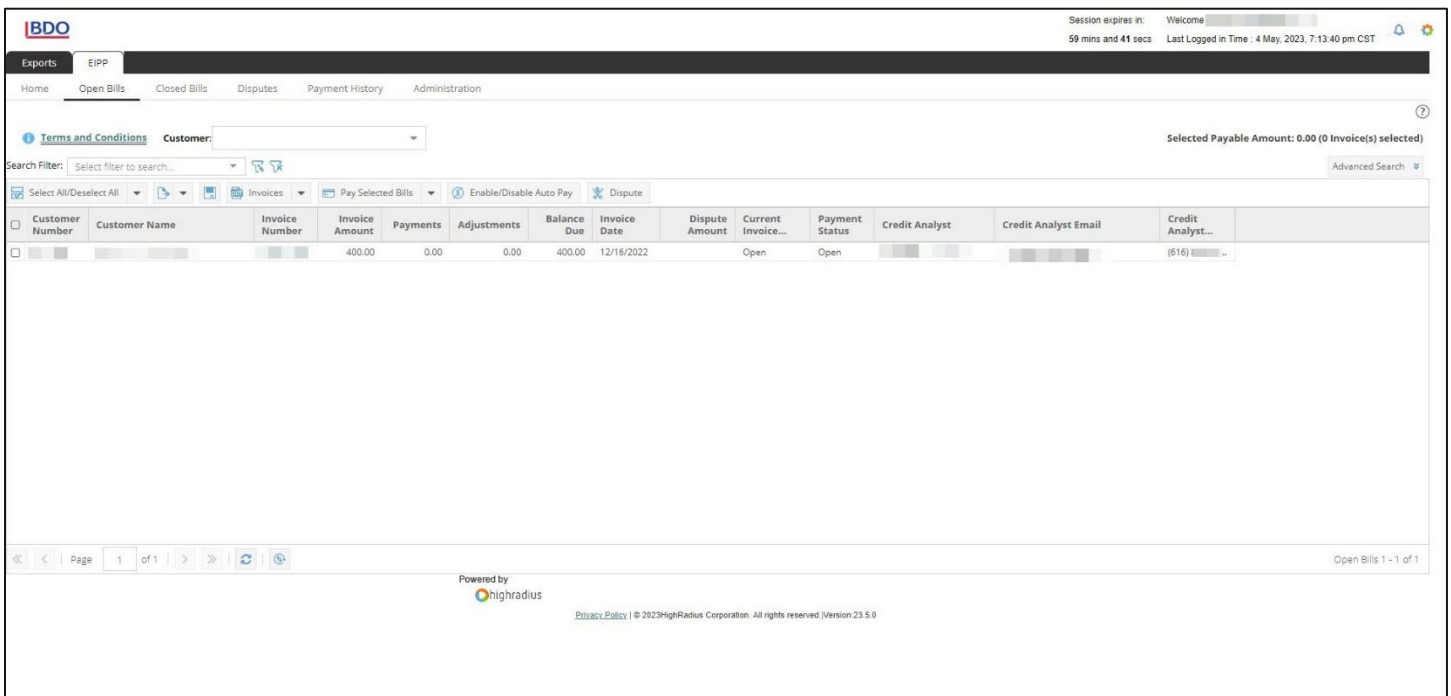 BDO
Session expires in:
59 mins and 41 secs
Welcome
Last Logged in Time : 4 May, 2023, 7:13:40 pm CST
Exports EIPP
Home Open Bills Closed Bills Disputes Payment History Administration
Terms and Conditions Customer:
Selected Payable Amount: 0.00 (0 Invoice(s) selected)
Search Filter: Select filter to search...
Advanced Search
Select All/Deselect All Invoices Pay Selected Bills Enable/Disable Auto Pay Dispute
Customer Number Customer Name Invoice Number Invoice Amount Payments Adjustments Balance Due Invoice Date Dispute Amount Current Invoice... Payment Status Credit Analyst Credit Analyst Email Credit Analyst...
400.00 0.00 0.00 400.00 12/16/2022 Open Open (616)
Page 1 of 1
Open Bills 1 - 1 of 1
Powered by
highradius
Privacy Policy | © 2023HighRadius Corporation. All rights reserved.|Version:23.5.0